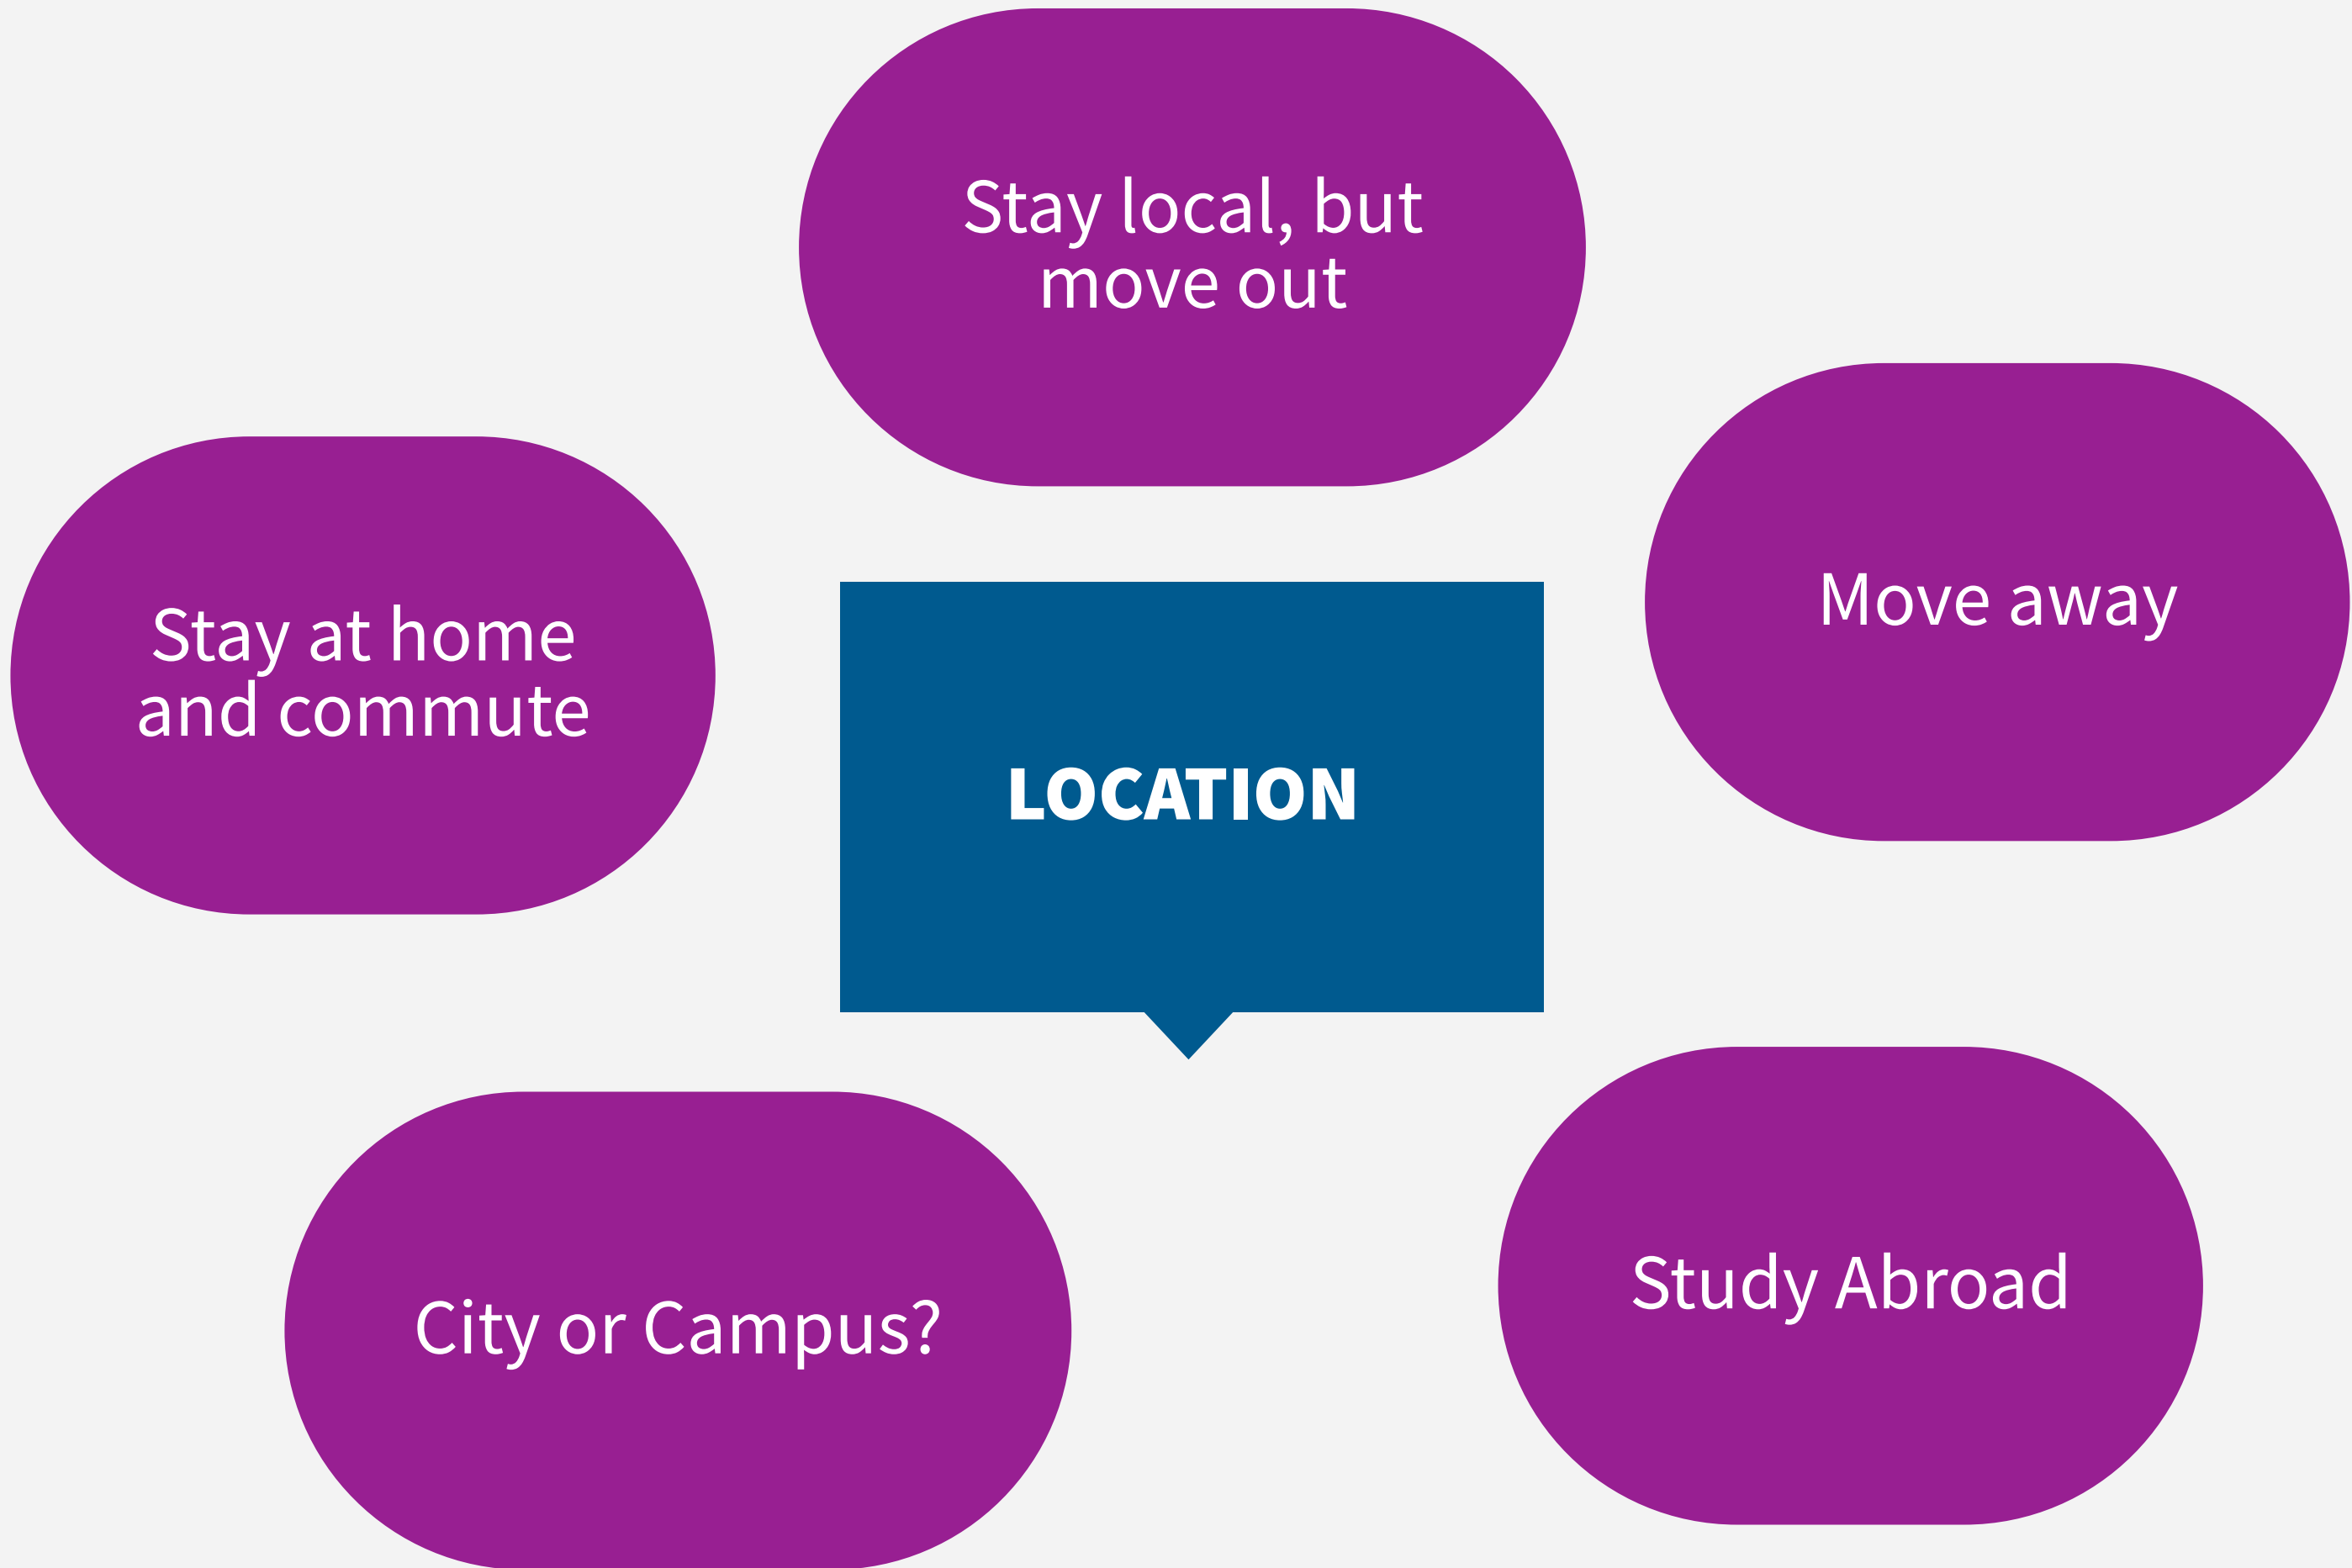 Stay local, but
move out
Move away
Stay at home
and commute
LOCATION
Study Abroad
City or Campus?